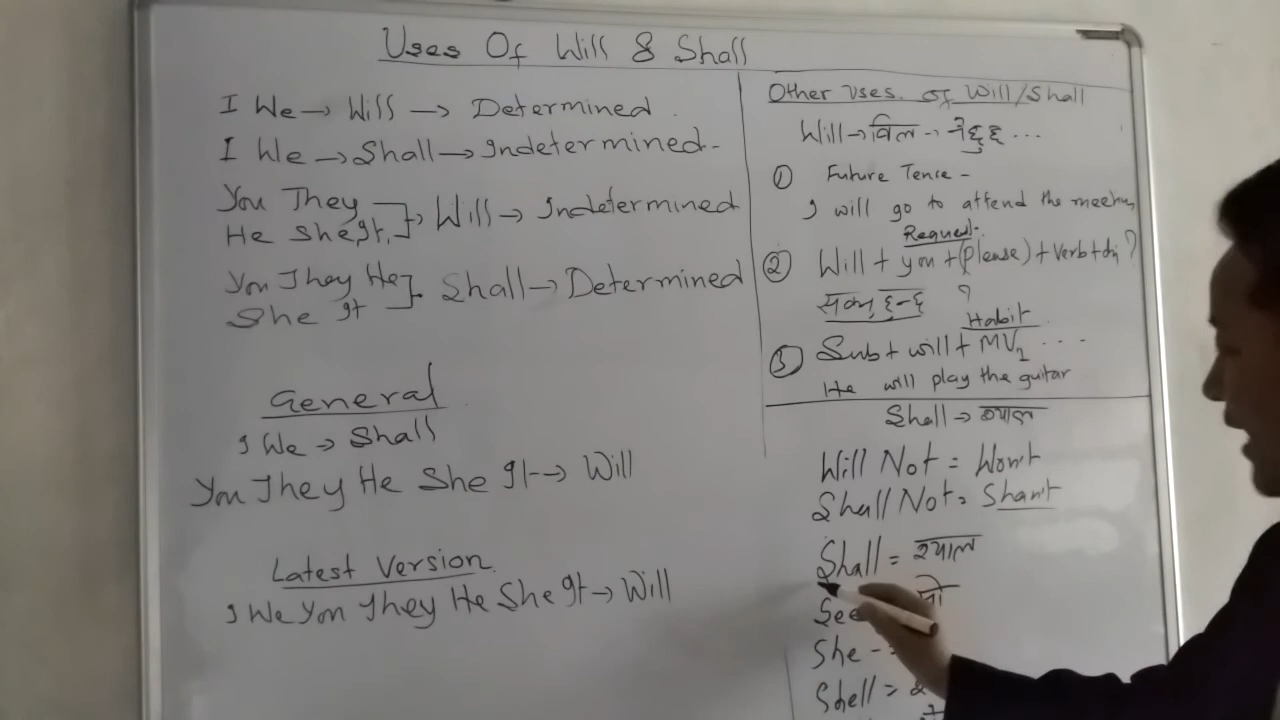 Uses Of Will & Shall
I We → Will → Determined.
I We → Shall → Indetermined.
You They
He She It. → Will → Indetermined
You They He
She It Shall → Determined
General
I We → Shall
You They He She It → Will
Latest Version
I We You They He She It → Will
Other uses of Will/Shall
Will → विल →
① Future Tence -
I will go to attend the meeting
Request
② Will + you + (please) + verb + obj ?
?
Habit
③ Sub + will + MV1 ...
He will play the guitar
Shall →
Will Not = Won't
Shall Not = Shan't
Shall = श्याल
See
She -
Shell =